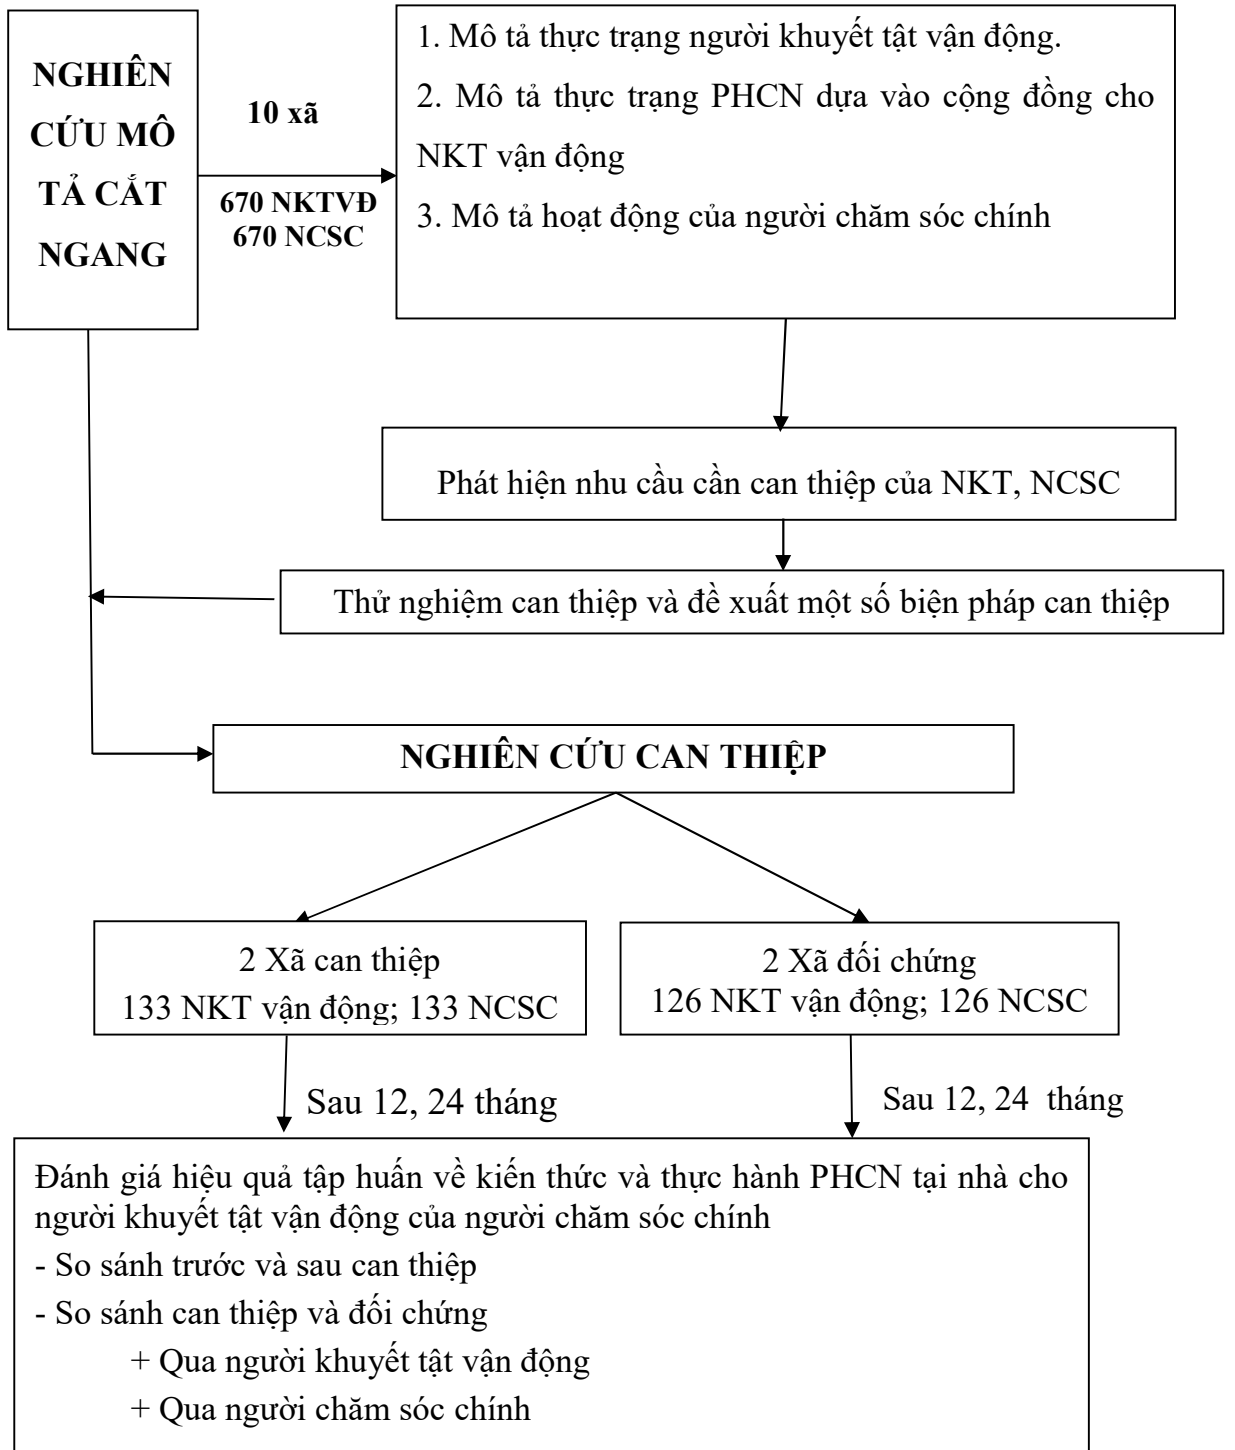 NGHIÊN
CỨU MÔ
TẢ CẮT
NGANG
10 xã
670 NKTVĐ
670 NCSC
1. Mô tả thực trạng người khuyết tật vận động.
2. Mô tả thực trạng PHCN dựa vào cộng đồng cho
NKT vận động
3. Mô tả hoạt động của người chăm sóc chính
Phát hiện nhu cầu cần can thiệp của NKT, NCSC
Thử nghiệm can thiệp và đề xuất một số biện pháp can thiệp
NGHIÊN CỨU CAN THIỆP
2 Xã can thiệp
133 NKT vận động; 133 NCSC
2 Xã đối chứng
126 NKT vận động; 126 NCSC
Sau 12, 24 tháng
Sau 12, 24 tháng
Đánh giá hiệu quả tập huấn về kiến thức và thực hành PHCN tại nhà cho
người khuyết tật vận động của người chăm sóc chính
- So sánh trước và sau can thiệp
- So sánh can thiệp và đối chứng
+ Qua người khuyết tật vận động
+ Qua người chăm sóc chính